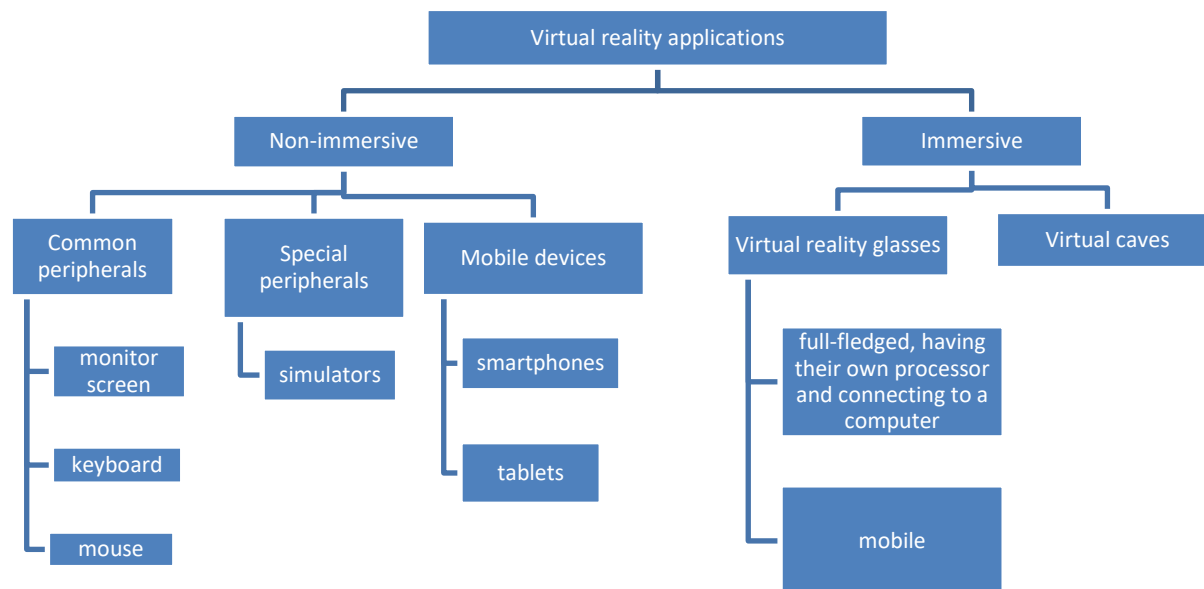 Virtual reality applications
Non-immersive
Immersive
Common
peripherals
Special
peripherals
Mobile devices
Virtual reality glasses
Virtual caves
monitor
screen
keyboard
mouse
simulators
smartphones
tablets
full-fledged, having
their own processor
and connecting to a
computer
mobile